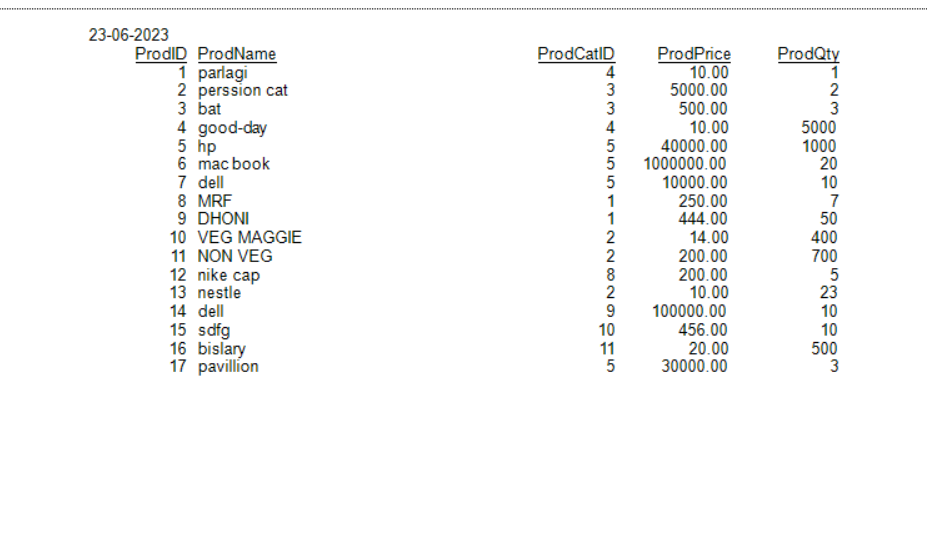 23-06-2023
ProdID ProdName ProdCatID ProdPrice ProdQty
1 parlagi 4 10.00 1
2 perssion cat 3 5000.00 2
3 bat 3 500.00 3
4 good-day 4 10.00 5000
5 hp 5 40000.00 1000
6 mac book 5 1000000.00 20
7 dell 5 10000.00 10
8 MRF 1 250.00 7
9 DHONI 1 444.00 50
10 VEG MAGGIE 2 14.00 400
11 NON VEG 2 200.00 700
12 nike cap 8 200.00 5
13 nestle 2 10.00 23
14 dell 9 100000.00 10
15 sdfg 10 456.00 10
16 bislary 11 20.00 500
17 pavillion 5 30000.00 3